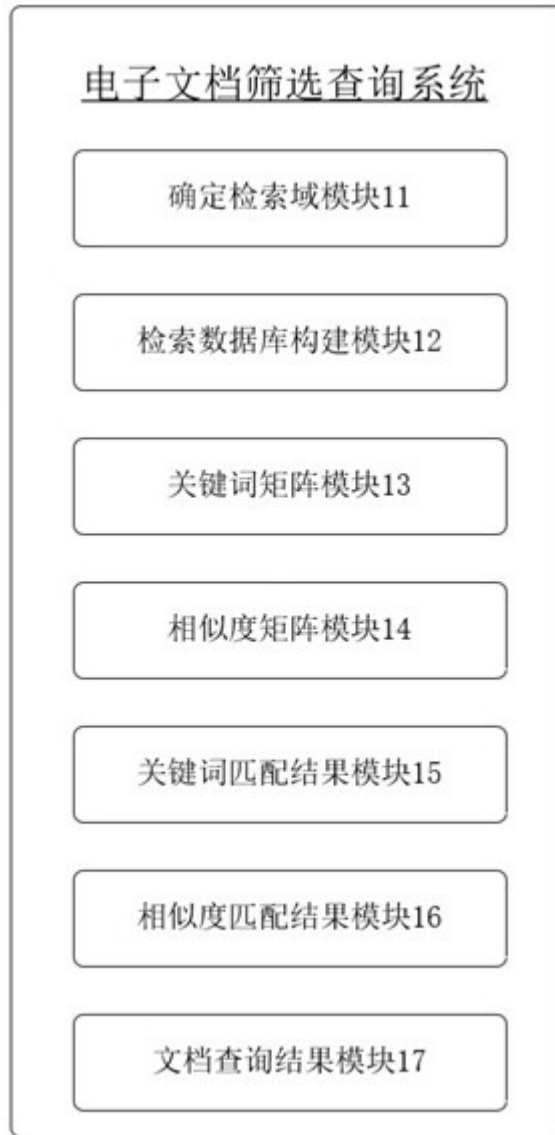 电子文档筛选查询系统
确定检索域模块11
检索数据库构建模块12
关键词矩阵模块13
相似度矩阵模块14
关键词匹配结果模块15
相似度匹配结果模块16
文档查询结果模块17